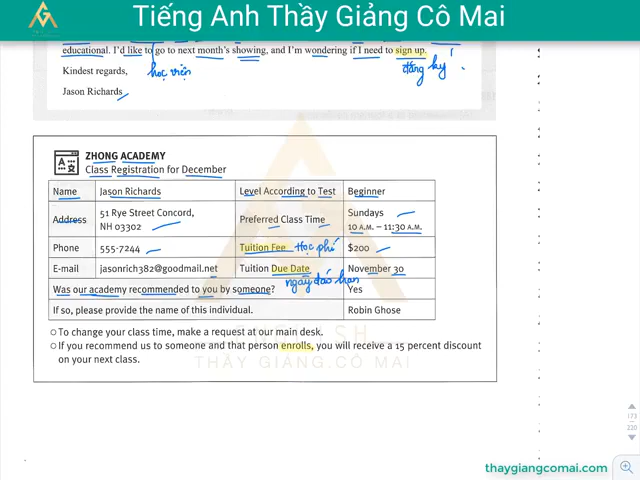 Tiếng Anh Thầy Giảng Cô Mai
educational. I'd like to go to next month's showing, and I'm wondering if I need to sign up.
học viện
đăng ký
Kindest regards,
Jason Richards
ZHONG ACADEMY
Class Registration for December
Name Jason Richards Level According to Test Beginner
Address 51 Rye Street Concord, NH 03302 Preferred Class Time Sundays 10 A.M. – 11:30 A.M.
Phone 555-7244 Tuition Fee Học phí $200
E-mail jasonrich382@goodmail.net Tuition Due Date November 30
ngày đáo hạn
Was our academy recommended to you by someone? Yes
If so, please provide the name of this individual. Robin Ghose
○ To change your class time, make a request at our main desk.
○ If you recommend us to someone and that person enrolls, you will receive a 15 percent discount
on your next class.
THẦY GIẢNG.CÔ MAI
173
220
thaygiangcomai.com